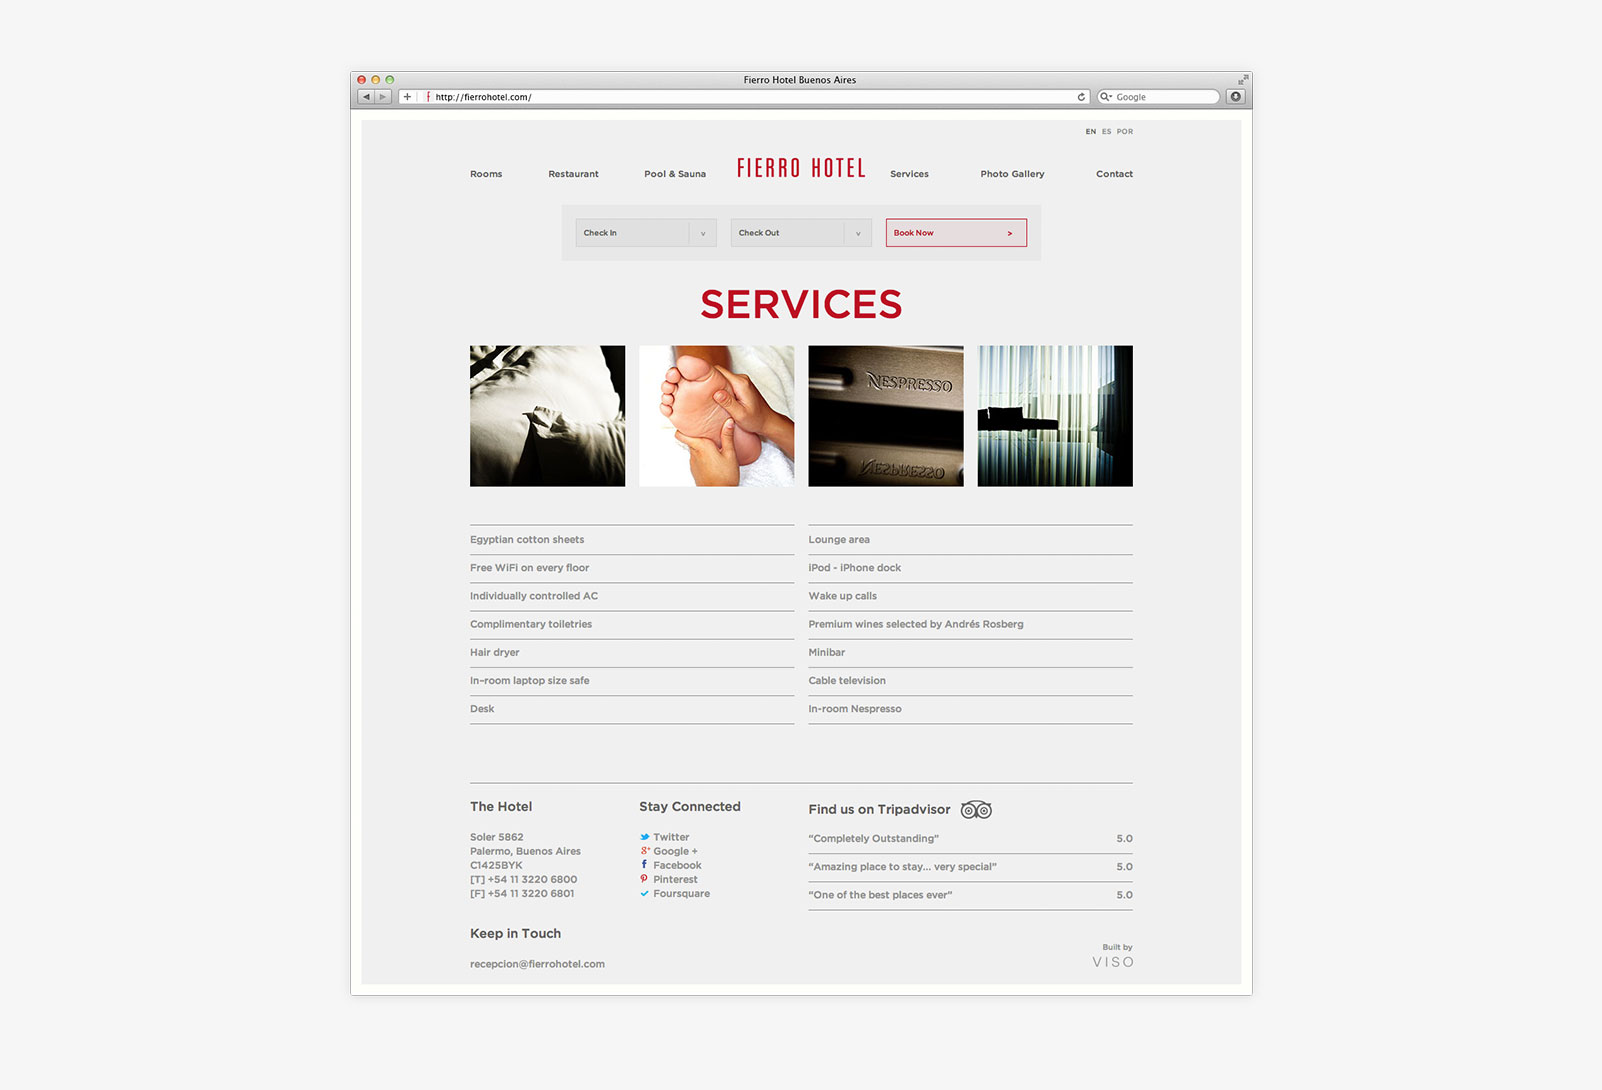 Fierro Hotel Buenos Aires
http://fierrohotel.com/
Google
EN ES POR
Rooms Restaurant Pool & Sauna FIERRO HOTEL Services Photo Gallery Contact
Check In v Check Out v Book Now >
SERVICES
NESPRESSO
NESPRESSO
Egyptian cotton sheets
Free WiFi on every floor
Individually controlled AC
Complimentary toiletries
Hair dryer
In–room laptop size safe
Desk
Lounge area
iPod - iPhone dock
Wake up calls
Premium wines selected by Andrés Rosberg
Minibar
Cable television
In-room Nespresso
The Hotel
Soler 5862
Palermo, Buenos Aires
C1425BYK
[T] +54 11 3220 6800
[F] +54 11 3220 6801
Keep in Touch
recepcion@fierrohotel.com
Stay Connected
Twitter
Google +
Facebook
Pinterest
Foursquare
Find us on Tripadvisor
“Completely Outstanding” 5.0
“Amazing place to stay... very special” 5.0
“One of the best places ever” 5.0
Built by
VISO